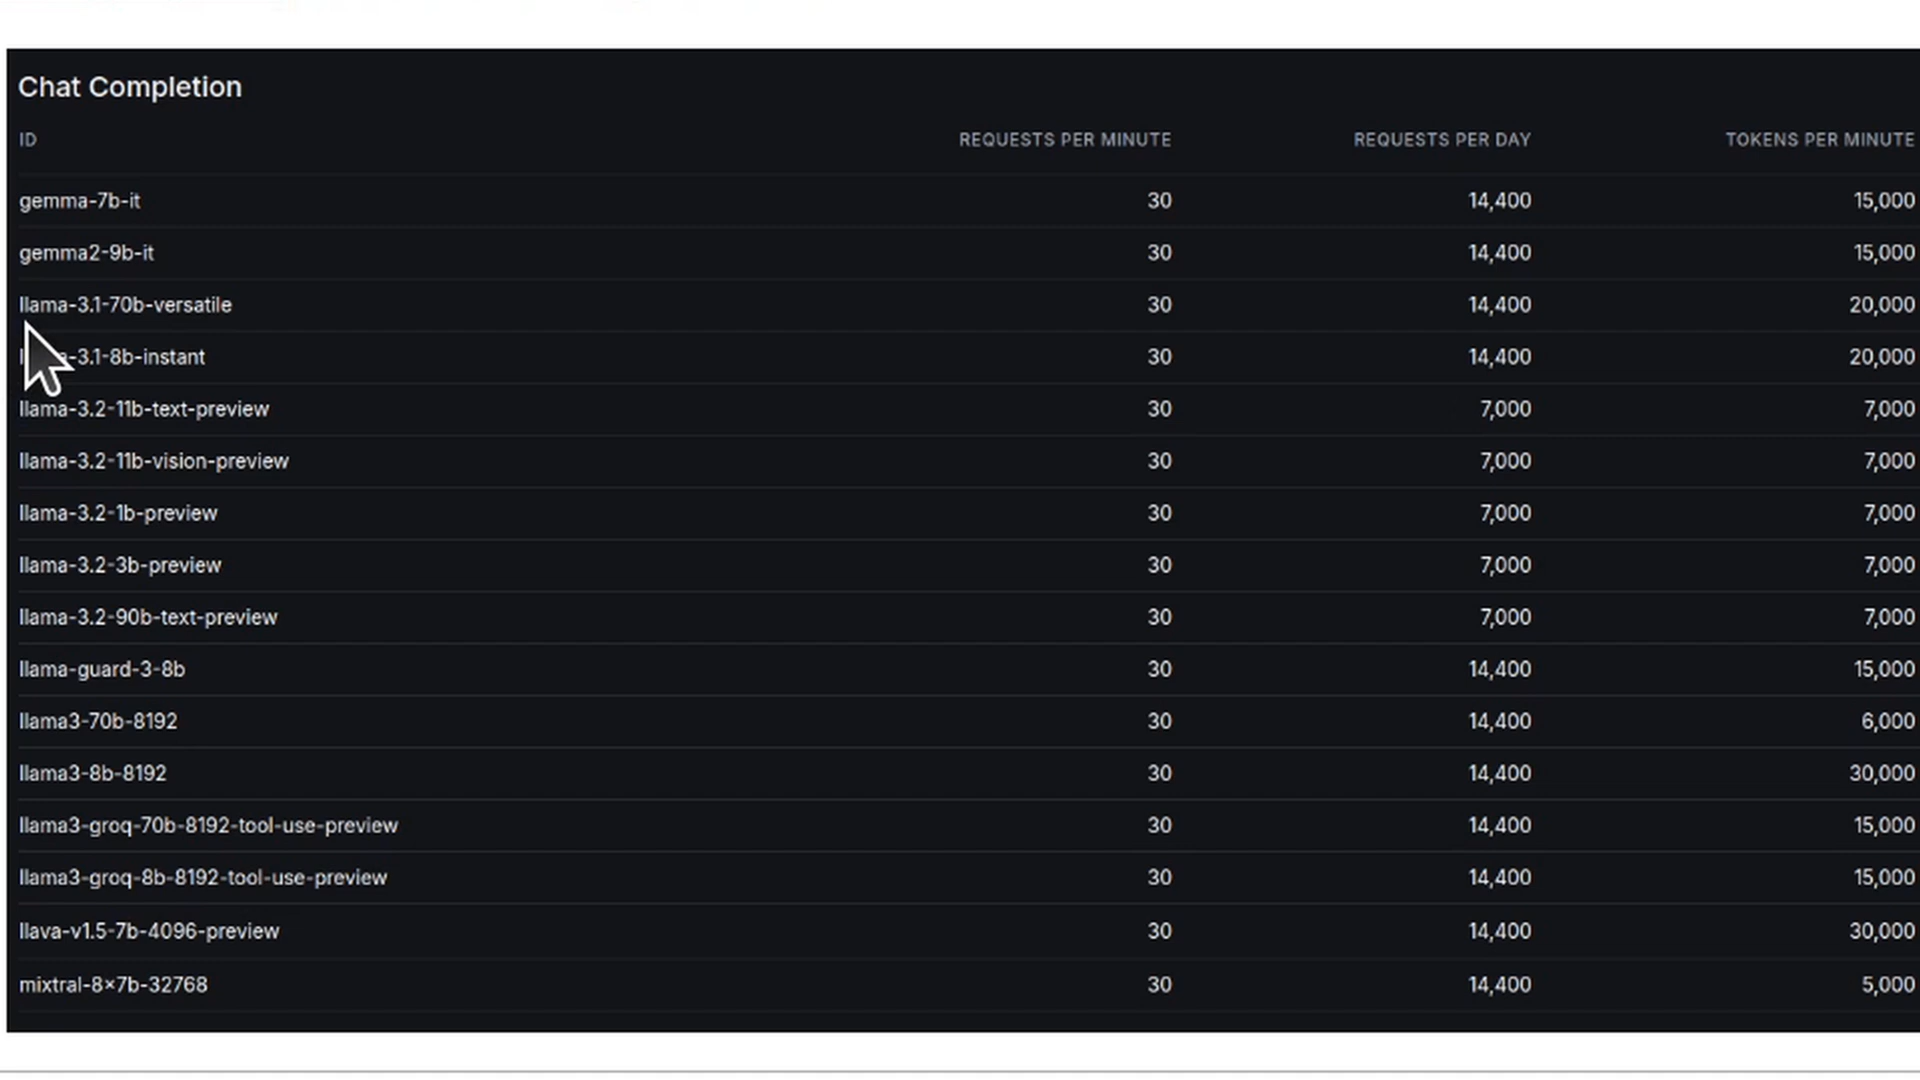 Chat Completion
ID REQUESTS PER MINUTE REQUESTS PER DAY TOKENS PER MINUTE
gemma-7b-it 30 14,400 15,000
gemma2-9b-it 30 14,400 15,000
llama-3.1-70b-versatile 30 14,400 20,000
-3.1-8b-instant 30 14,400 20,000
llama-3.2-11b-text-preview 30 7,000 7,000
llama-3.2-11b-vision-preview 30 7,000 7,000
llama-3.2-1b-preview 30 7,000 7,000
llama-3.2-3b-preview 30 7,000 7,000
llama-3.2-90b-text-preview 30 7,000 7,000
llama-guard-3-8b 30 14,400 15,000
llama3-70b-8192 30 14,400 6,000
llama3-8b-8192 30 14,400 30,000
llama3-groq-70b-8192-tool-use-preview 30 14,400 15,000
llama3-groq-8b-8192-tool-use-preview 30 14,400 15,000
llava-v1.5-7b-4096-preview 30 14,400 30,000
mixtral-8×7b-32768 30 14,400 5,000